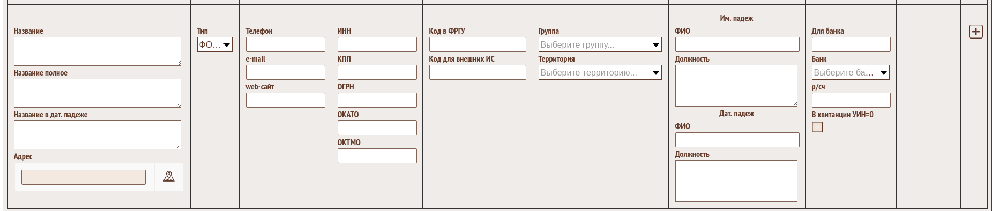 Название
Название полное
Название в дат. падеже
Адрес
Тип
ФО...
Телефон
e-mail
web-сайт
ИНН
КПП
ОГРН
ОКАТО
ОКТМО
Код в ФРГУ
Код для внешних ИС
Группа
Выберите группу...
Территория
Выберите территорию...
Им. падеж
ФИО
Должность
Дат. падеж
ФИО
Должность
Для банка
Банк
Выберите ба...
р/сч
В квитанции УИН=0